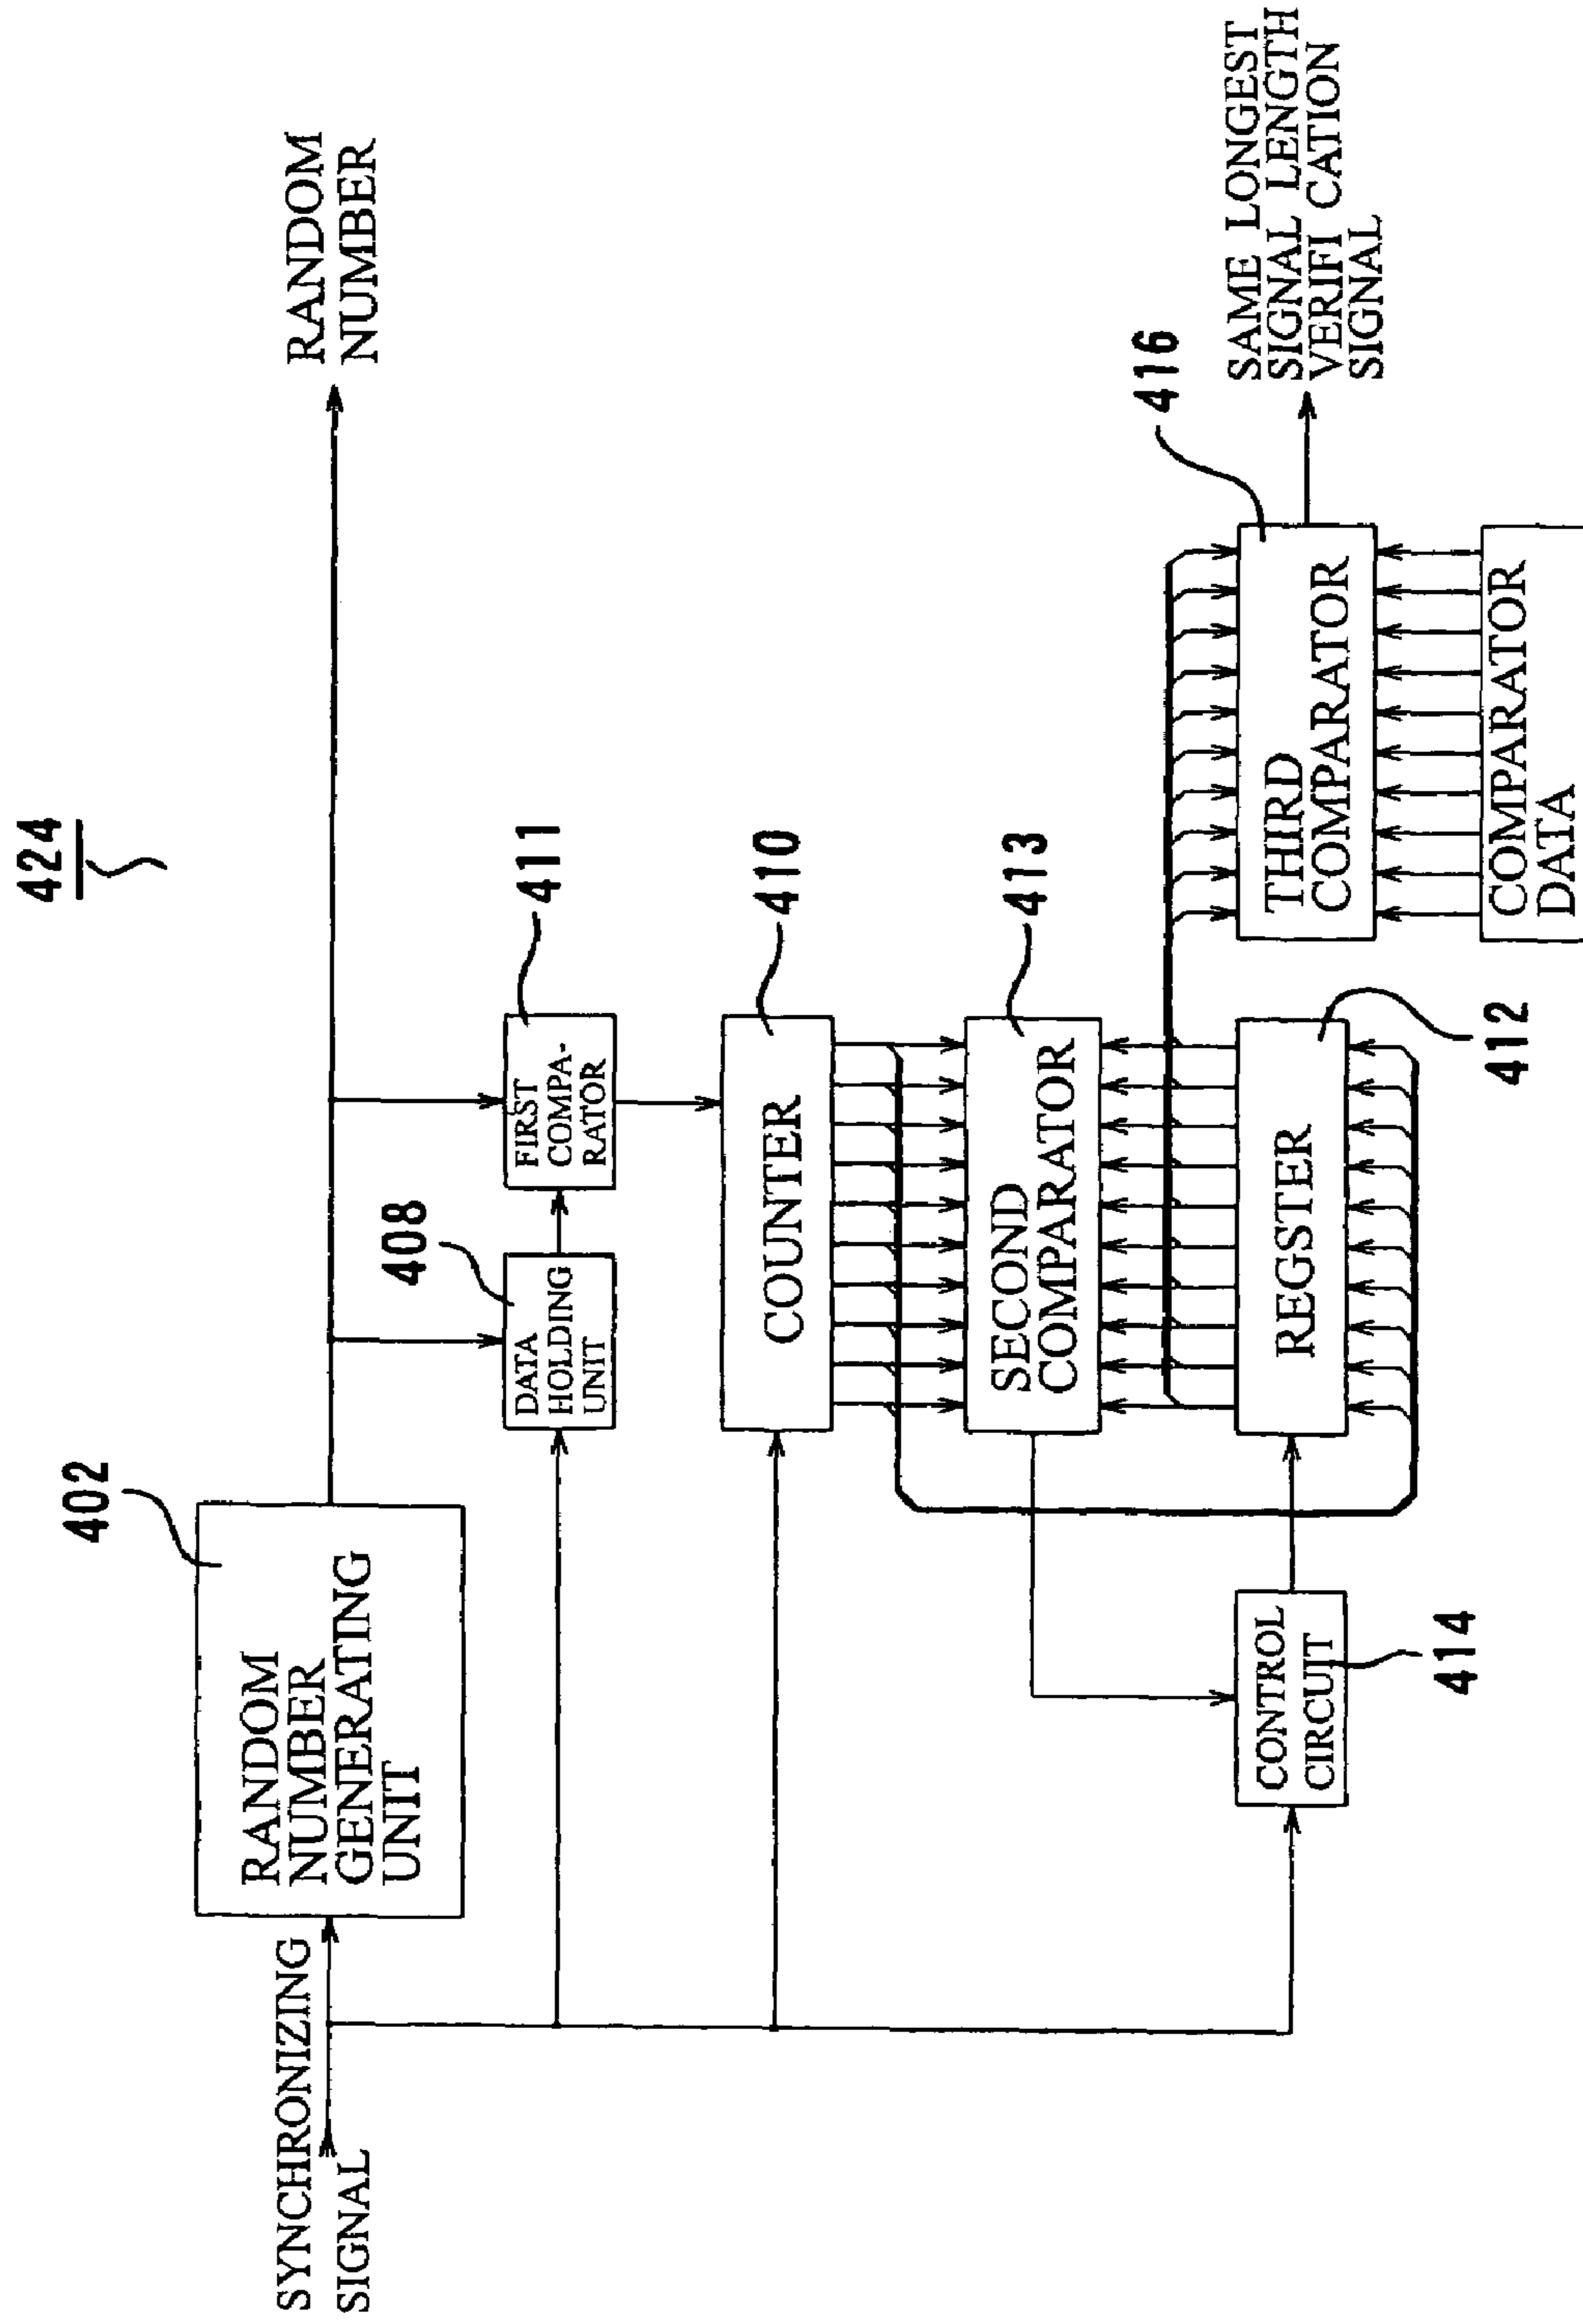 424
SYNCHRONIZING
SIGNAL
402
RANDOM
NUMBER
GENERATING
UNIT
RANDOM
NUMBER
408
DATA
HOLDING
UNIT
411
FIRST
COMPA-
RATOR
410
COUNTER
413
SECOND
COMPARATOR
412
REGSTER
414
CONTROL
CIRCUIT
416
THIRD
COMPARATOR
COMPARATOR
DATA
SAME LONGEST
SIGNAL LENGTH
VERIFI CATION
SIGNAL